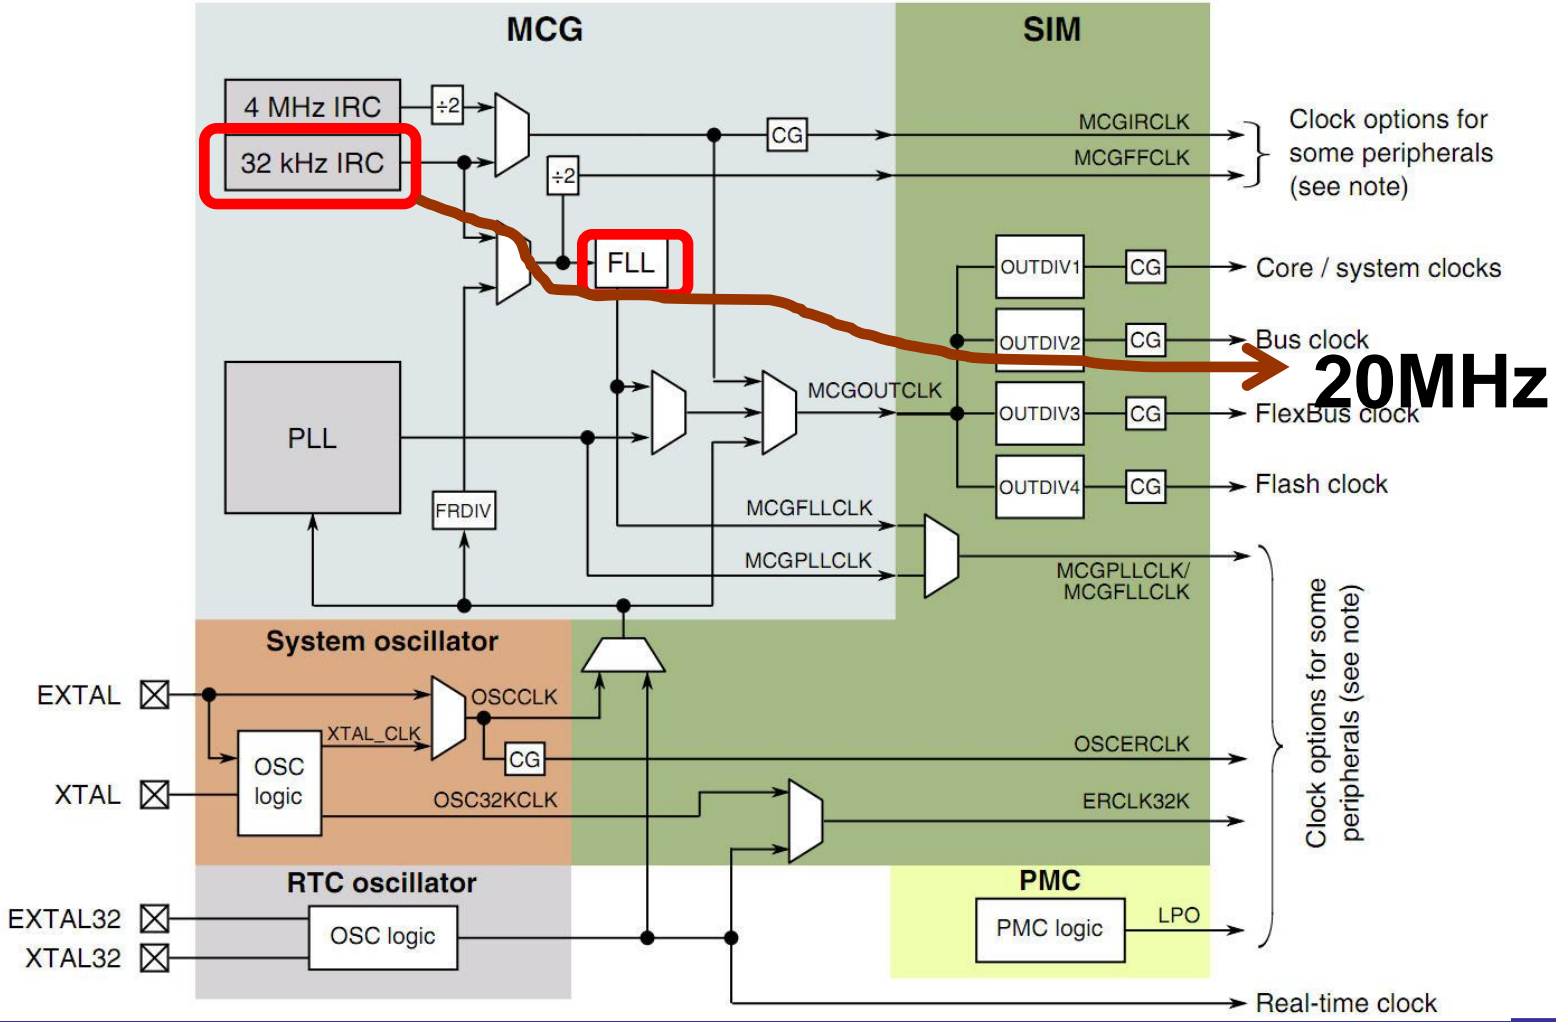 MCG
SIM
4 MHz IRC
÷2
32 kHz IRC
÷2
CG
MCGIRCLK
MCGFFCLK
Clock options for
some peripherals
(see note)
FLL
OUTDIV1
CG
Core / system clocks
OUTDIV2
CG
Bus clock
20MHz
PLL
MCGOUTCLK
OUTDIV3
CG
FlexBus clock
FRDIV
OUTDIV4
CG
Flash clock
MCGFLLCLK
MCGPLLCLK
MCGPLLCLK/
MCGFLLCLK
Clock options for some
peripherals (see note)
System oscillator
EXTAL
OSCCLK
XTAL_CLK
OSC
logic
CG
OSCERCLK
XTAL
OSC32KCLK
ERCLK32K
RTC oscillator
PMC
EXTAL32
XTAL32
OSC logic
PMC logic
LPO
Real-time clock